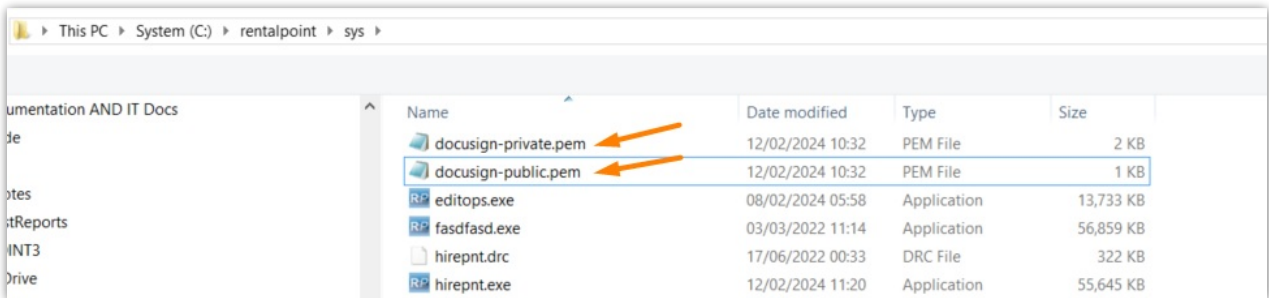 This PC System (C:) rentalpoint sys
umentation AND IT Docs
de
otes
stReports
INT3
Drive
Name Date modified Type Size
docusign-private.pem 12/02/2024 10:32 PEM File 2 KB
docusign-public.pem 12/02/2024 10:32 PEM File 1 KB
RP editops.exe 08/02/2024 05:58 Application 13,733 KB
RP fasdfasd.exe 03/03/2022 11:14 Application 56,859 KB
hirepnt.drc 17/06/2022 00:33 DRC File 322 KB
RP hirepnt.exe 12/02/2024 11:20 Application 55,645 KB